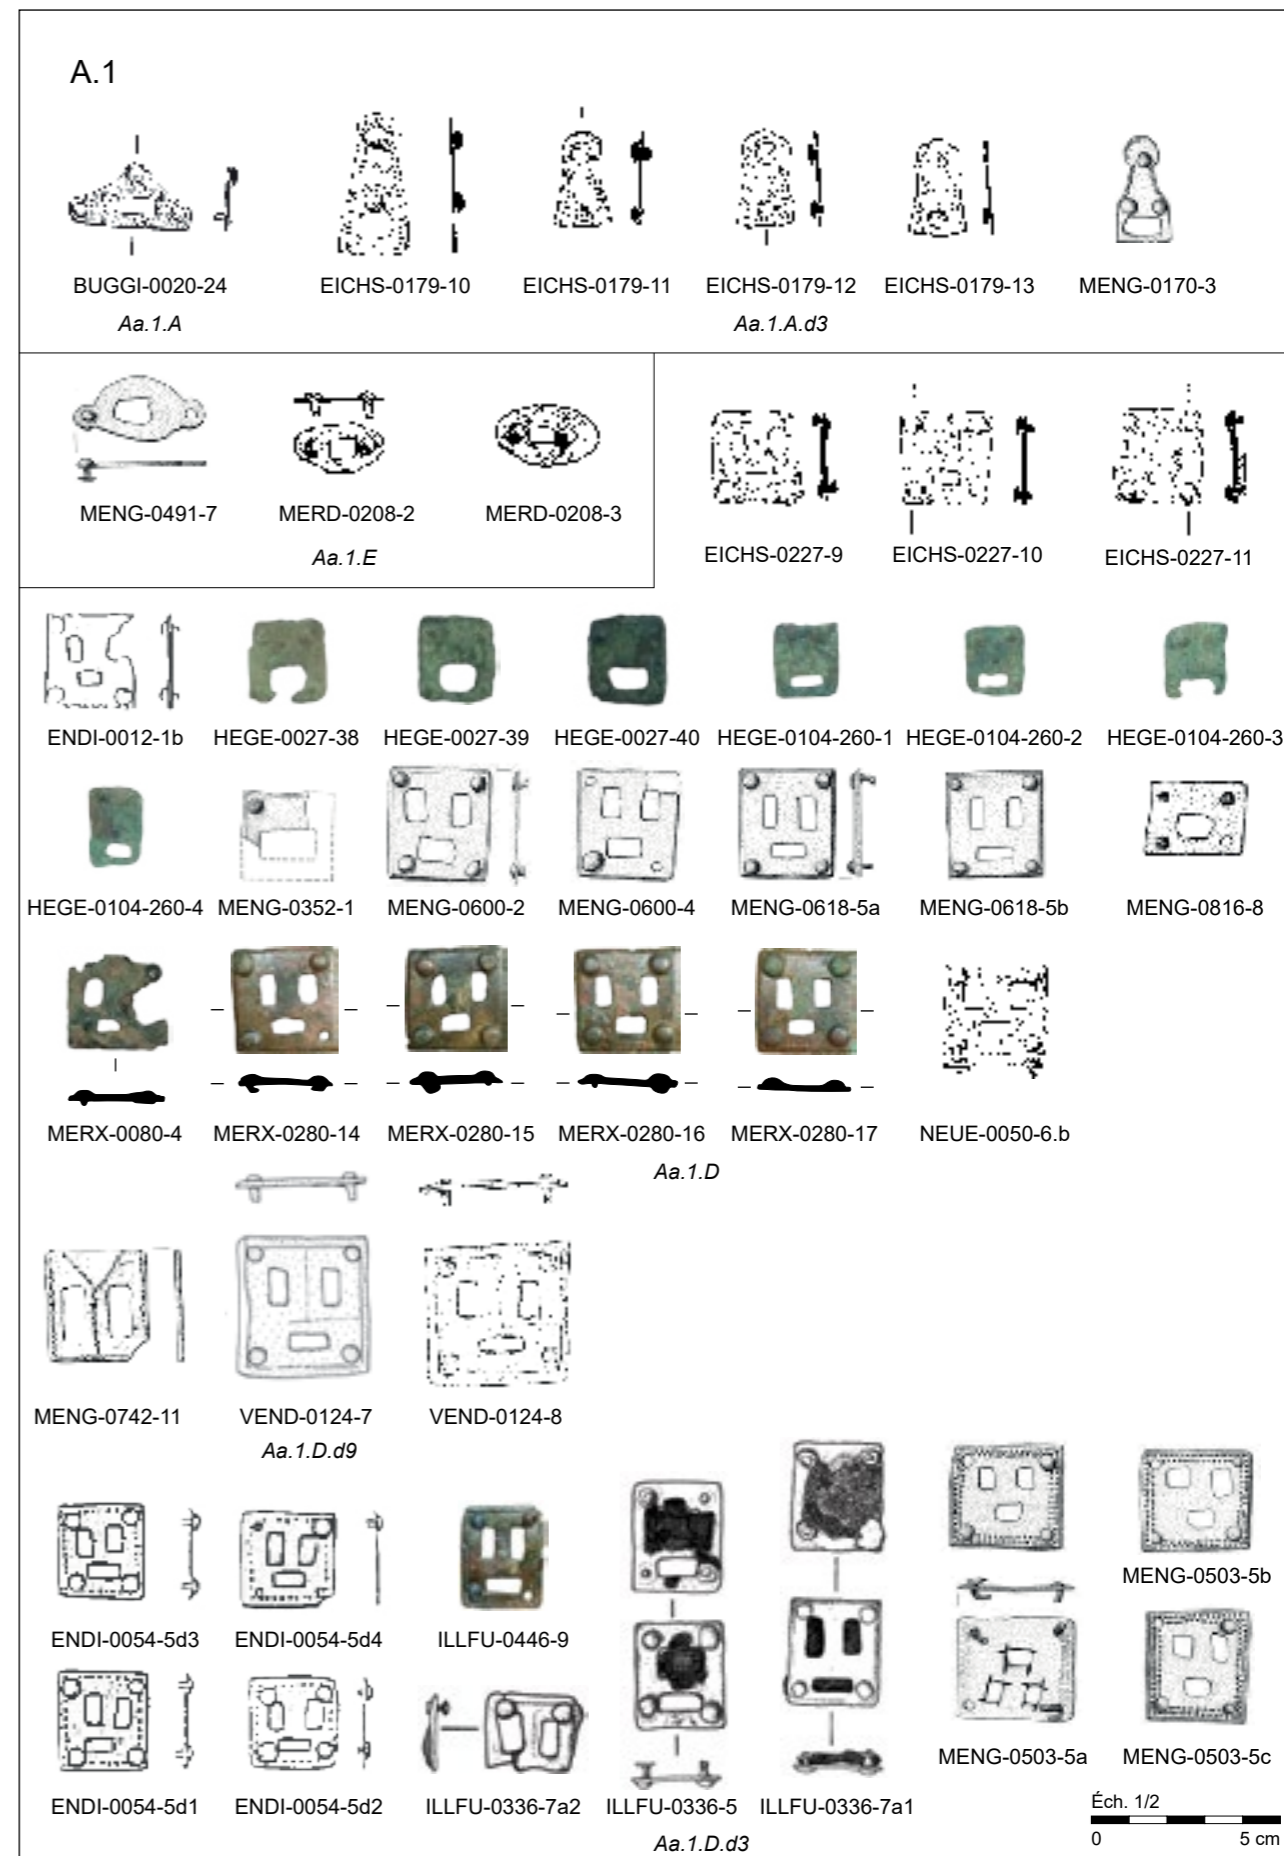 A.1
BUGGI-0020-24 EICHS-0179-10 EICHS-0179-11 EICHS-0179-12 EICHS-0179-13 MENG-0170-3
Aa.1.A Aa.1.A.d3
MENG-0491-7 MERD-0208-2 MERD-0208-3
Aa.1.E
EICHS-0227-9 EICHS-0227-10 EICHS-0227-11
ENDI-0012-1b HEGE-0027-38 HEGE-0027-39 HEGE-0027-40 HEGE-0104-260-1 HEGE-0104-260-2 HEGE-0104-260-3
HEGE-0104-260-4 MENG-0352-1 MENG-0600-2 MENG-0600-4 MENG-0618-5a MENG-0618-5b MENG-0816-8
MERX-0080-4 MERX-0280-14 MERX-0280-15 MERX-0280-16 MERX-0280-17 NEUE-0050-6.b
Aa.1.D
MENG-0742-11 VEND-0124-7 VEND-0124-8
Aa.1.D.d9
MENG-0503-5b
ENDI-0054-5d3 ENDI-0054-5d4 ILLFU-0446-9
MENG-0503-5a MENG-0503-5c
ENDI-0054-5d1 ENDI-0054-5d2 ILLFU-0336-7a2 ILLFU-0336-5 ILLFU-0336-7a1
Aa.1.D.d3
Éch. 1/2
0 5 cm